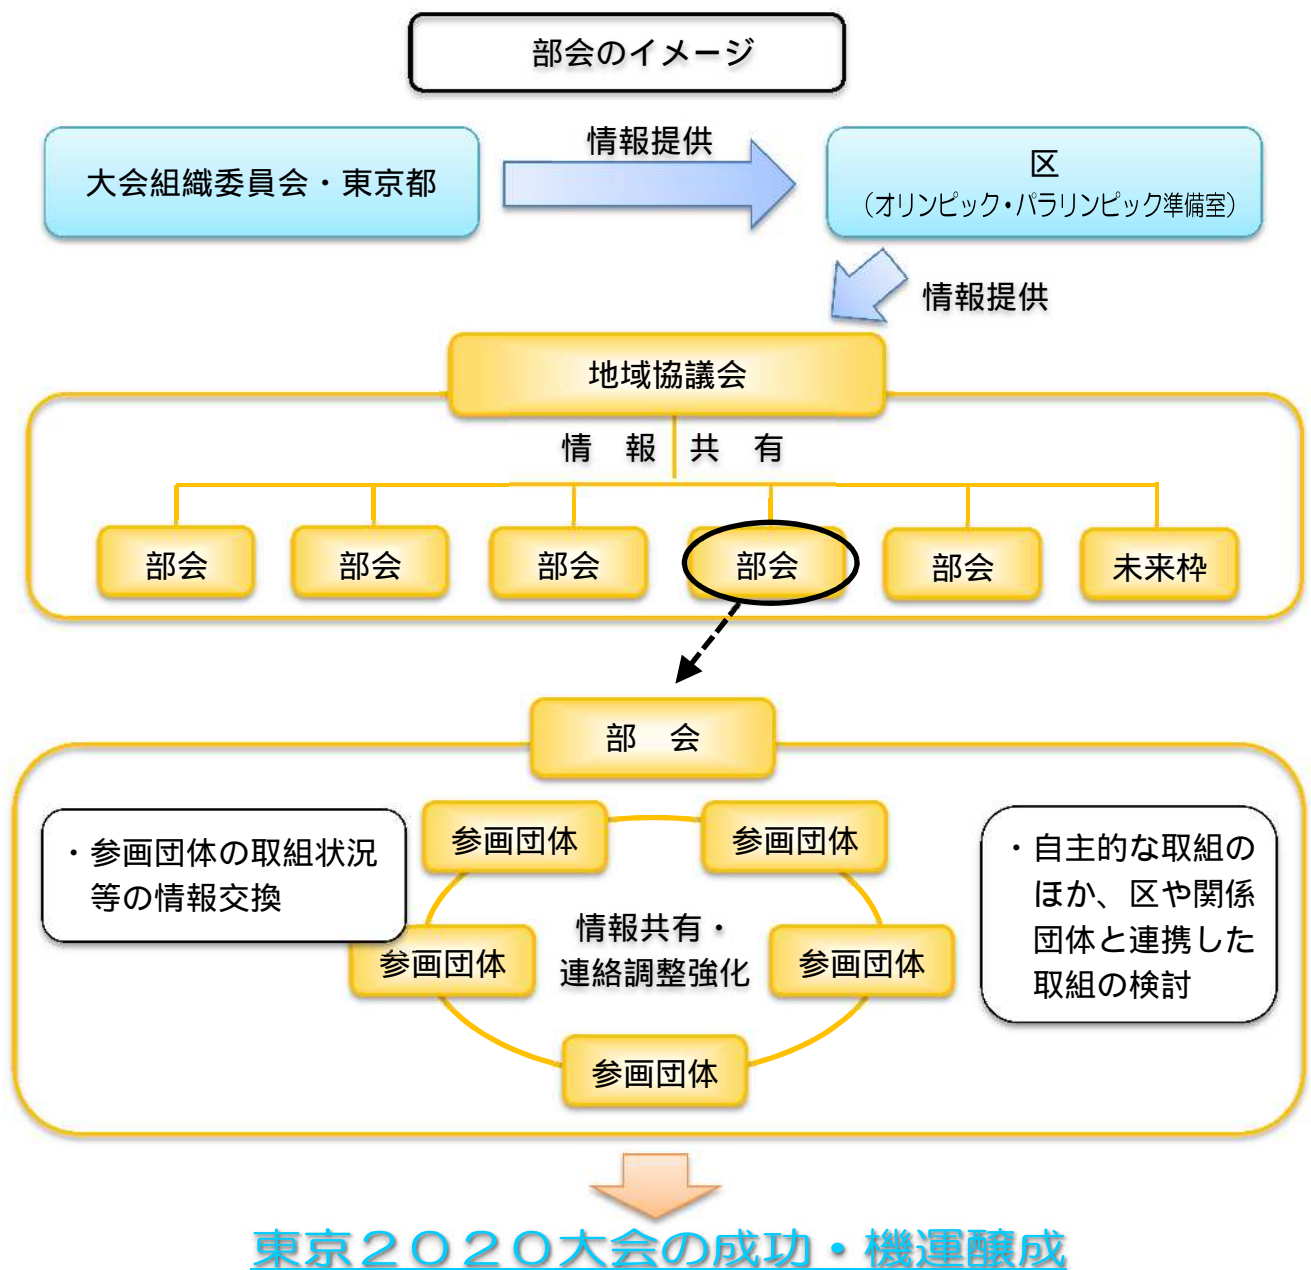 部会のイメージ
情報提供
大会組織委員会・東京都
区
（オリンピック・パラリンピック準備室）
情報提供
地域協議会
情　報　共　有
部会
部会
部会
部会
部会
未来枠
部　会
参画団体
参画団体
・参画団体の取組状況
等の情報交換
・自主的な取組の
ほか、区や関係
団体と連携した
取組の検討
情報共有・
連絡調整強化
参画団体
参画団体
参画団体
東京２０２０大会の成功・機運醸成